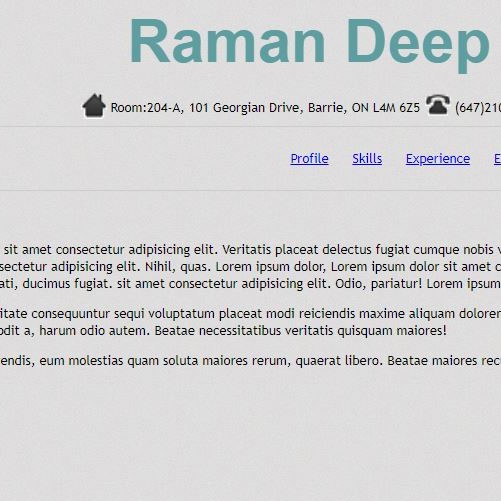 Raman Deep
Room:204-A, 101 Georgian Drive, Barrie, ON L4M 6Z5 (647)210
Profile Skills Experience E
sit amet consectetur adipisicing elit. Veritatis placeat delectus fugiat cumque nobis
sectetur adipisicing elit. Nihil, quas. Lorem ipsum dolor, Lorem ipsum dolor sit amet c
ati, ducimus fugiat. sit amet consectetur adipisicing elit. Odio, pariatur! Lorem ipsum
itate consequuntur sequi voluptatum placeat modi reiciendis maxime aliquam dolorem
odit a, harum odio autem. Beatae necessitatibus veritatis quisquam maiores!
endis, eum molestias quam soluta maiores rerum, quaerat libero. Beatae maiores rec